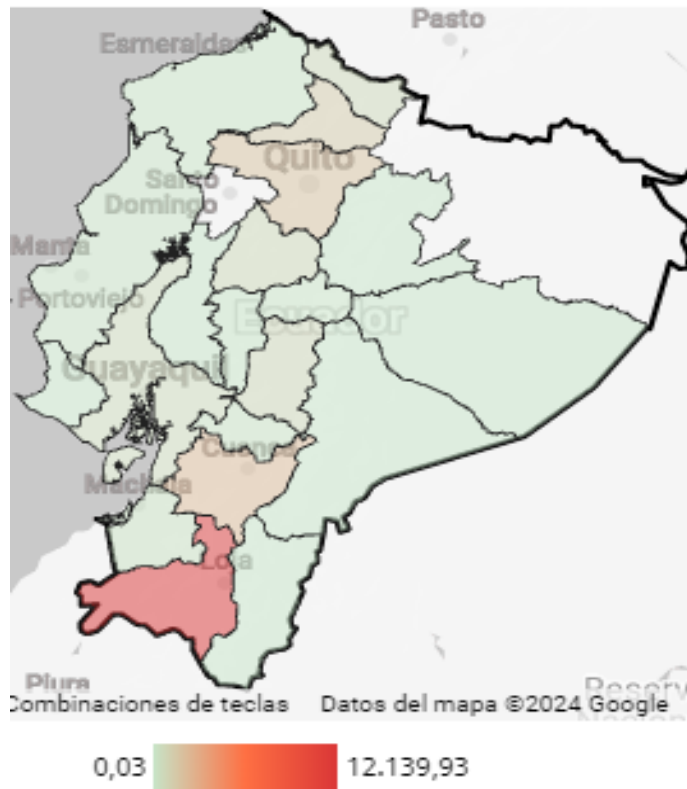 Pasto
Esmeraldas
Quito
Santo
Domingo
Manta
Portoviejo
Ecuador
Guayaquil
Cuenca
Machala
Loja
Piura
Combinaciones de teclas Datos del mapa ©2024 Google
0,03 12.139,93